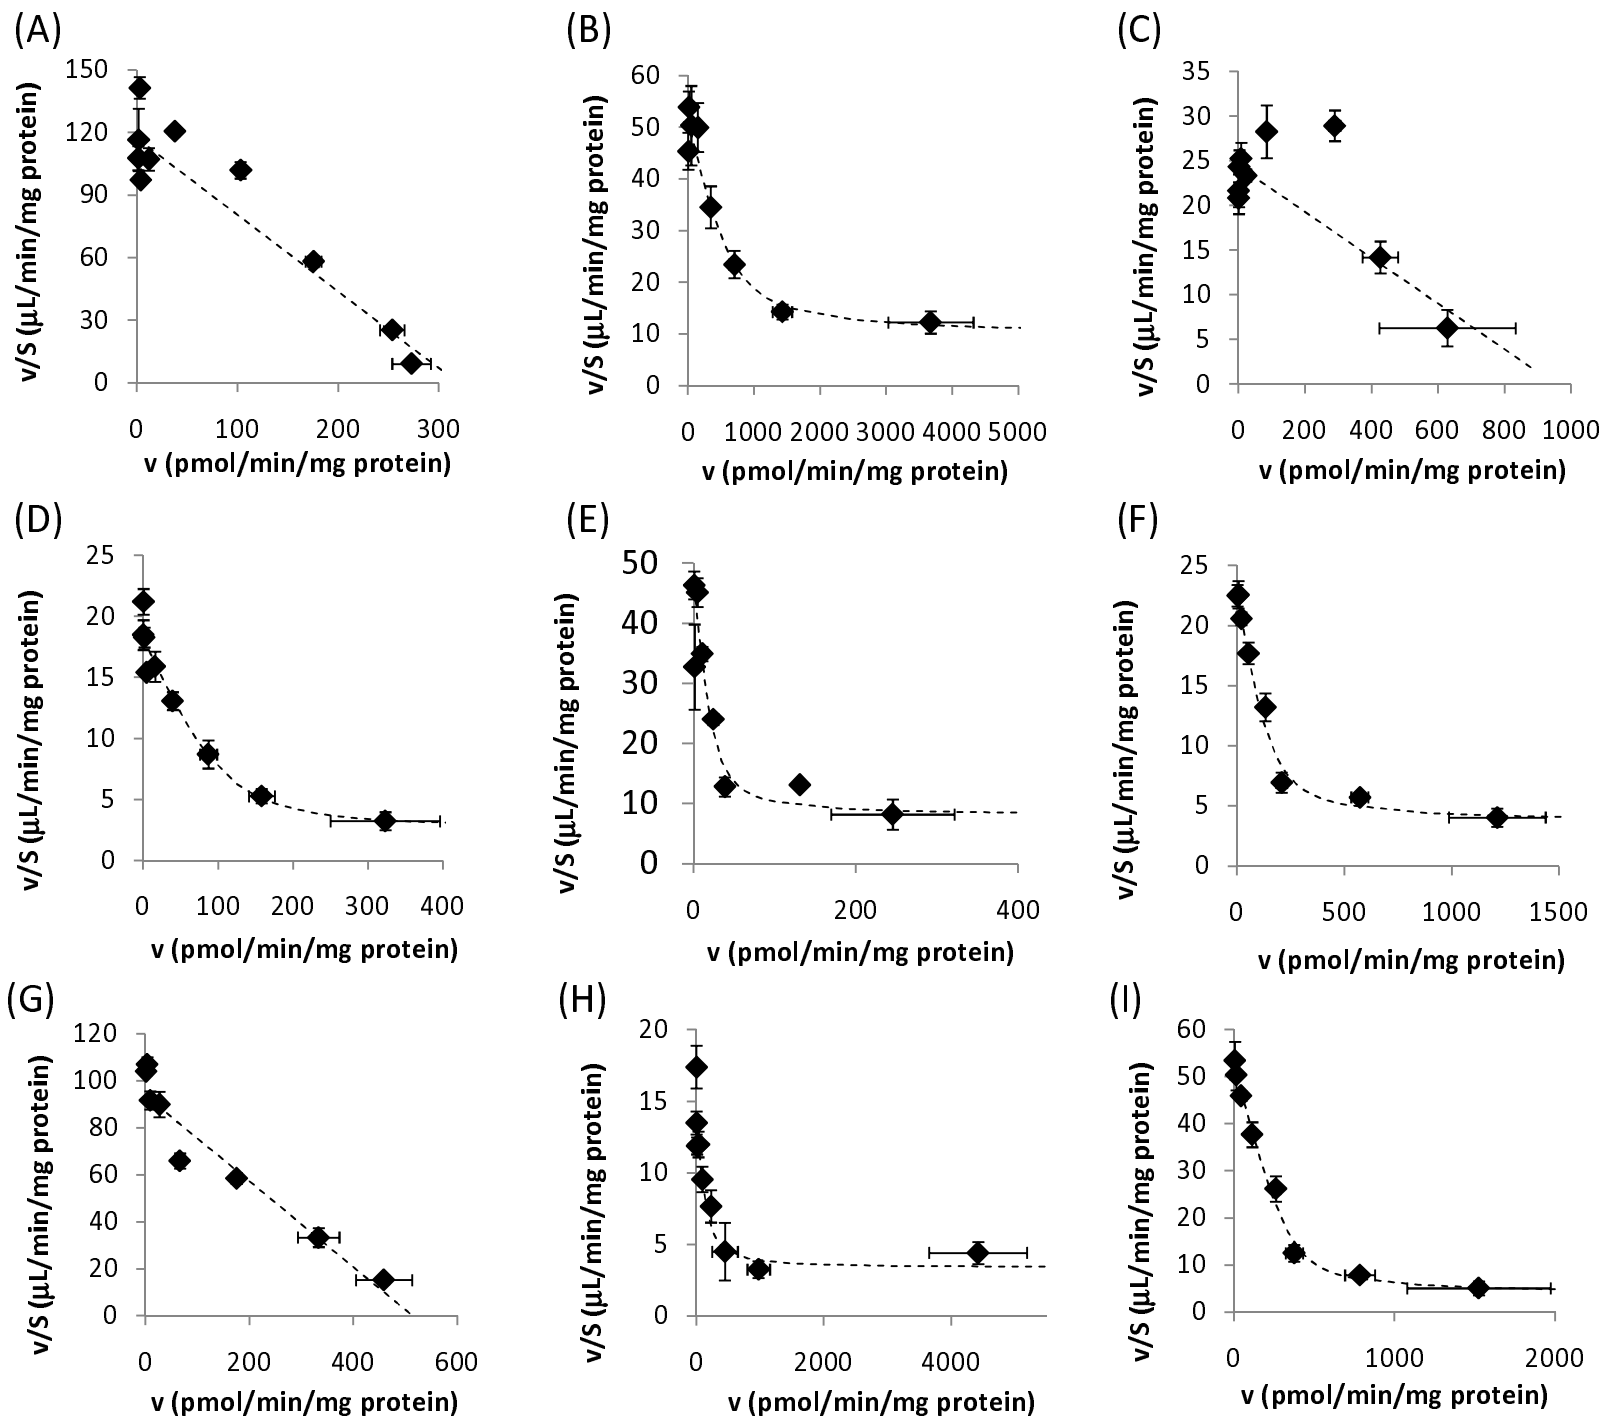 (A) (B) (C)
150
120
90
60
30
0
v/S (μL/min/mg protein)
0 100 200 300
v (pmol/min/mg protein)
60
50
40
30
20
10
0
v/S (μL/min/mg protein)
0 1000 2000 3000 4000 5000
v (pmol/min/mg protein)
35
30
25
20
15
10
5
0
v/S (μL/min/mg protein)
0 200 400 600 800 1000
v (pmol/min/mg protein)
(D) (E) (F)
25
20
15
10
5
0
v/S (μL/min/mg protein)
0 100 200 300 400
v (pmol/min/mg protein)
50
40
30
20
10
0
v/S (μL/min/mg protein)
0 200 400
v (pmol/min/mg protein)
25
20
15
10
5
0
v/S (μL/min/mg protein)
0 500 1000 1500
v (pmol/min/mg protein)
(G) (H) (I)
120
100
80
60
40
20
0
v/S (μL/min/mg protein)
0 200 400 600
v (pmol/min/mg protein)
20
15
10
5
0
v/S (μL/min/mg protein)
0 2000 4000
v (pmol/min/mg protein)
60
50
40
30
20
10
0
v/S (μL/min/mg protein)
0 1000 2000
v (pmol/min/mg protein)